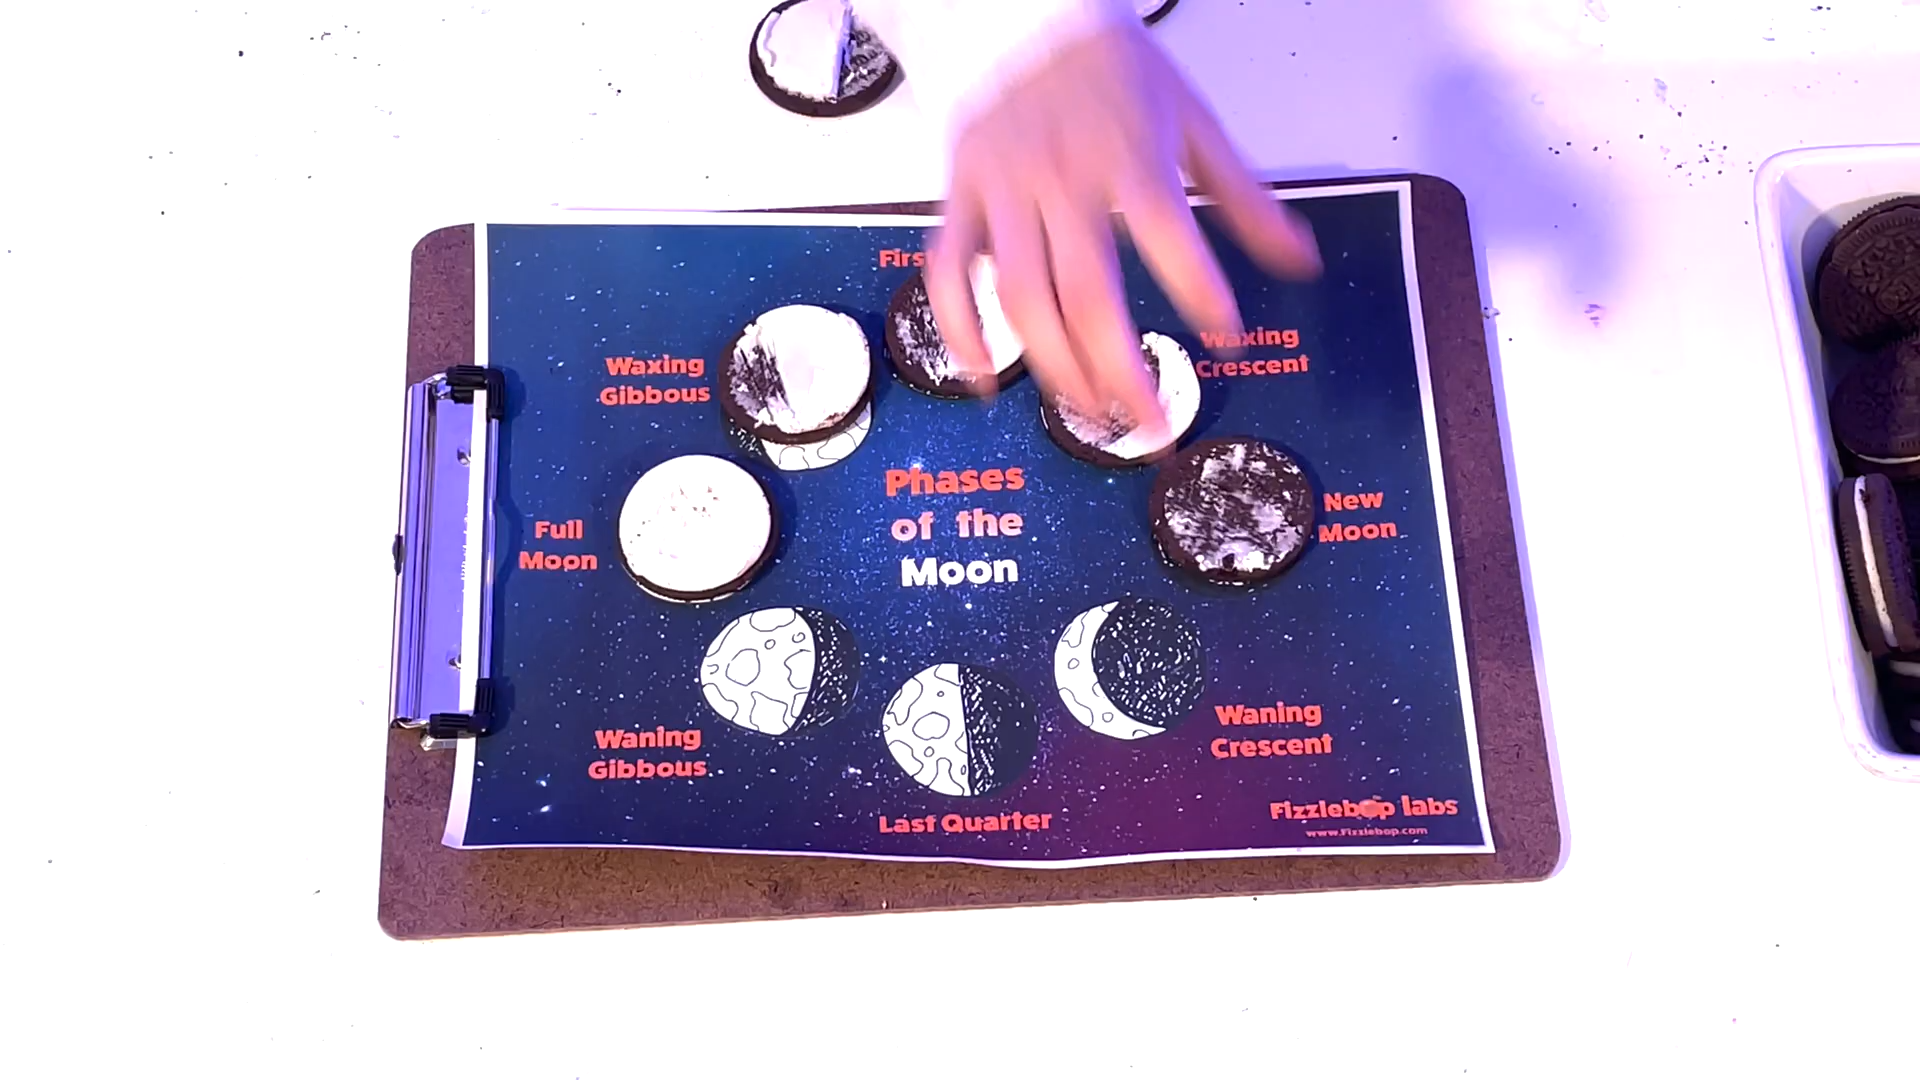 Waxing
Gibbous
Waxing
Crescent
Full
Moon
Phases
of the
Moon
New
Moon
Waning
Gibbous
Last Quarter
Waning
Crescent
Fizzlebop labs
www.Fizzlebop.com